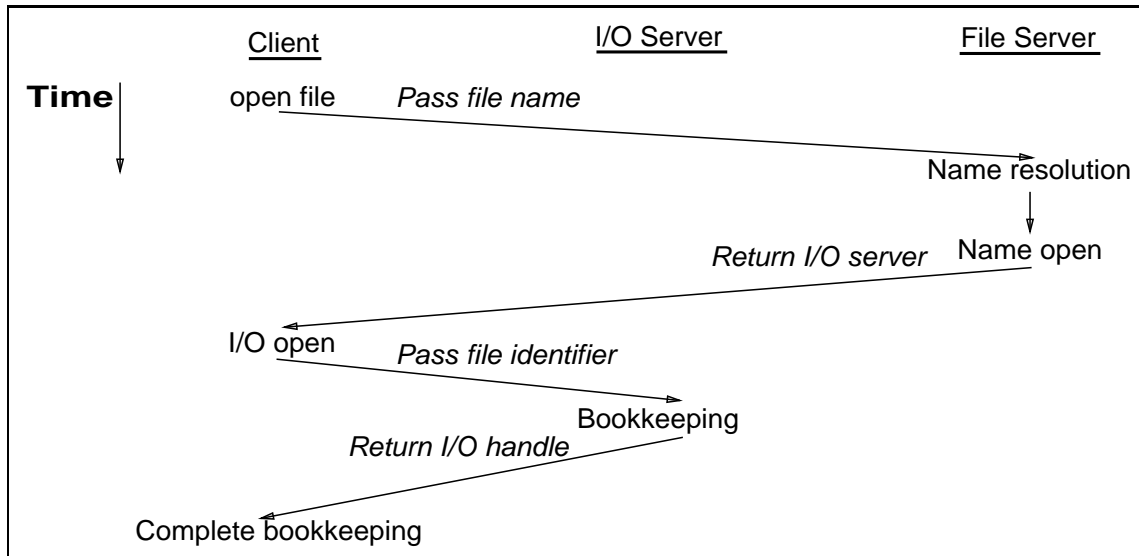 Client
I/O Server
File Server
Time
open file
Pass file name
Name resolution
Return I/O server
Name open
I/O open
Pass file identifier
Bookkeeping
Return I/O handle
Complete bookkeeping